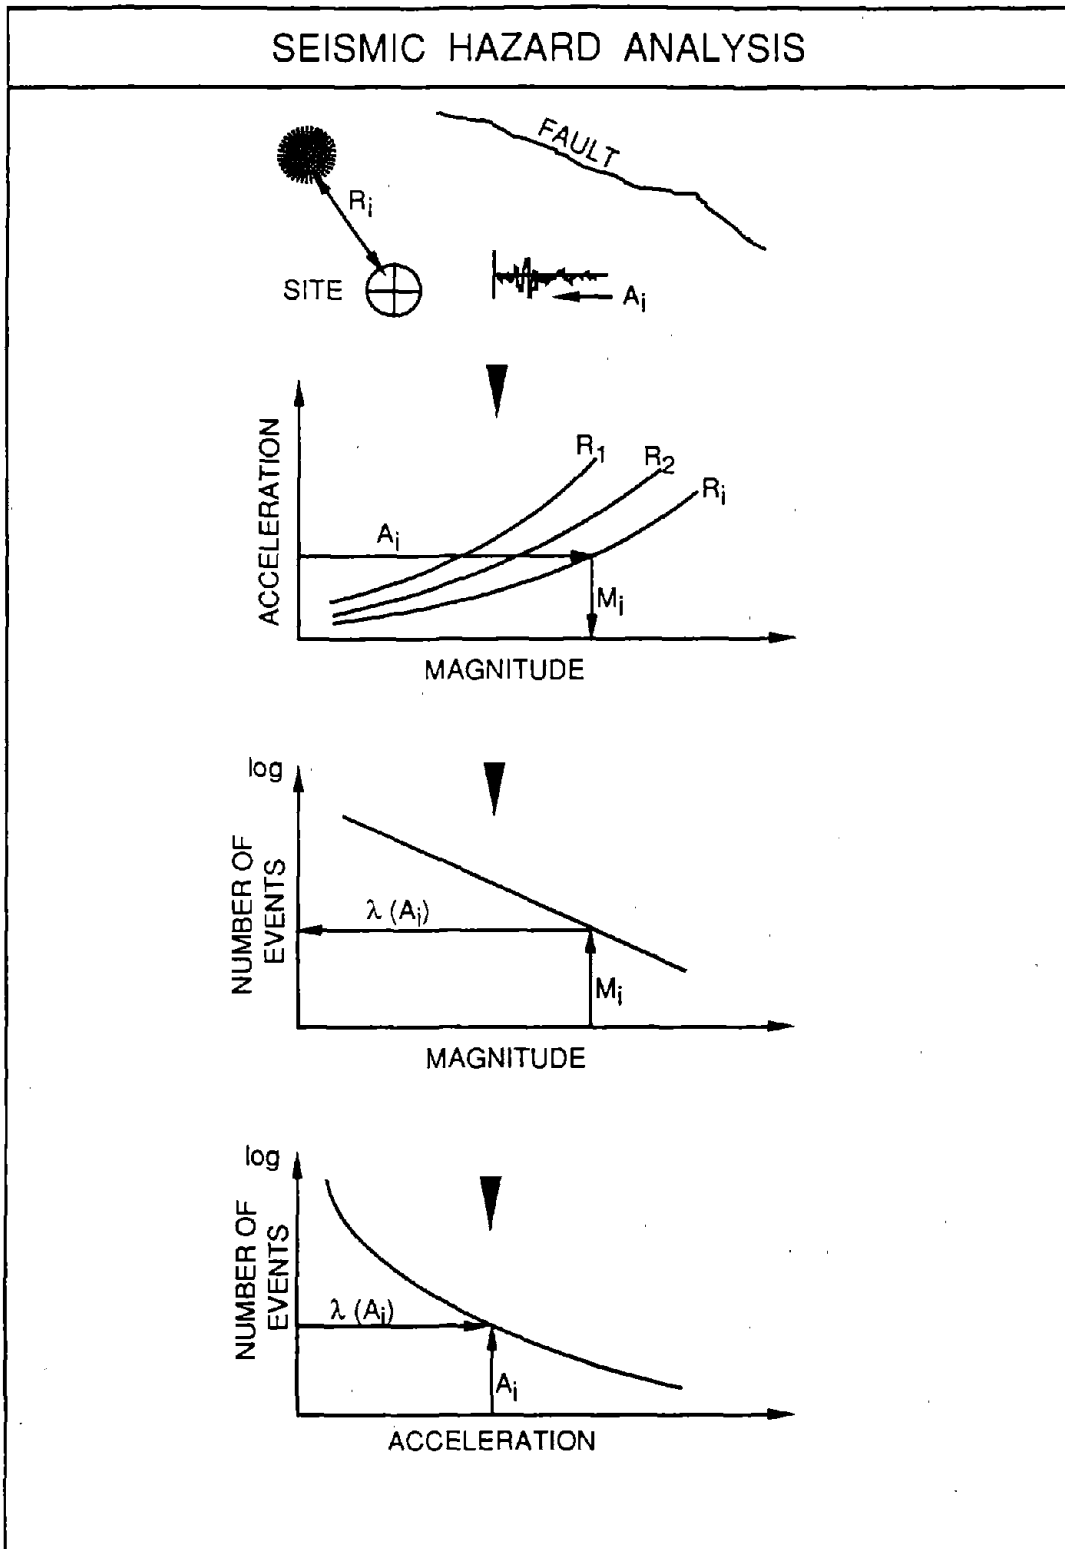 SEISMIC HAZARD ANALYSIS
FAULT
Ri
SITE
Ai
ACCELERATION
R1
R2
Ri
Ai
Mi
MAGNITUDE
log
NUMBER OF
EVENTS
λ (Ai)
Mi
MAGNITUDE
log
NUMBER OF
EVENTS
λ (Ai)
Ai
ACCELERATION